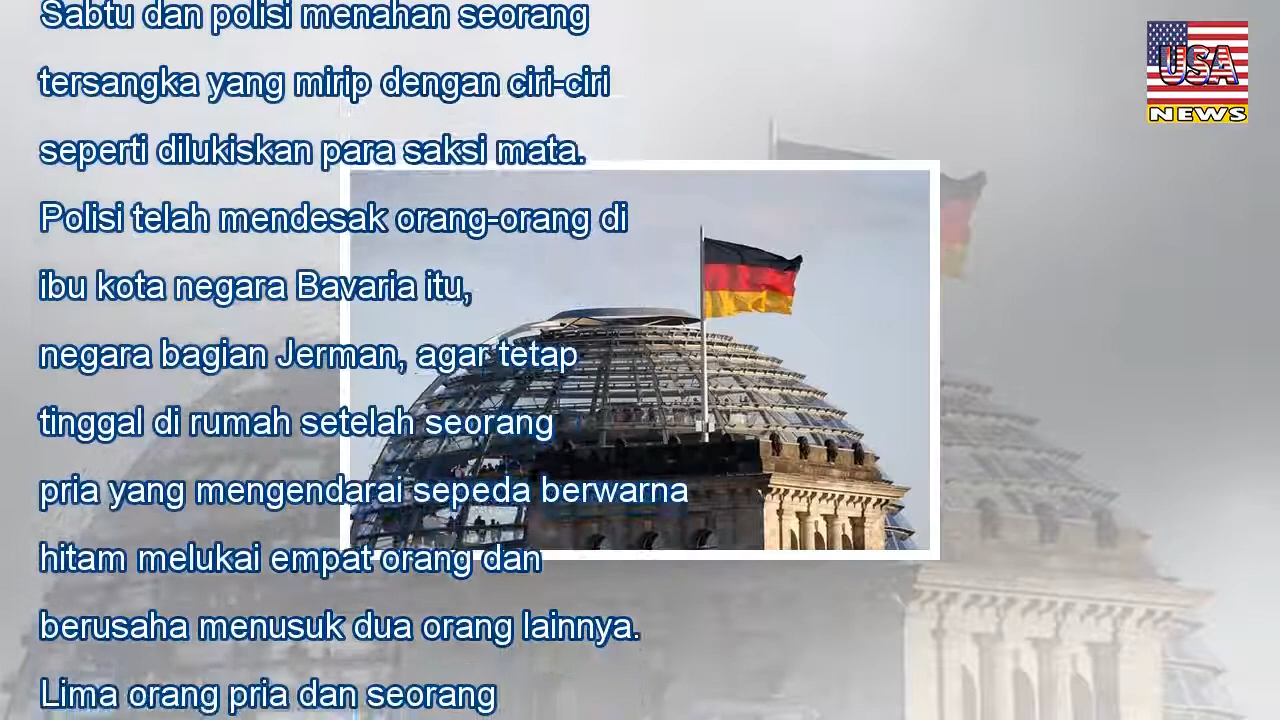 Sabtu dan polisi menahan seorang
tersangka yang mirip dengan ciri-ciri
seperti dilukiskan para saksi mata.
Polisi telah mendesak orang-orang di
ibu kota negara Bavaria itu,
negara bagian Jerman, agar tetap
tinggal di rumah setelah seorang
pria yang mengendarai sepeda berwarna
hitam melukai empat orang dan
berusaha menusuk dua orang lainnya.
Lima orang pria dan seorang
USA
NEWS